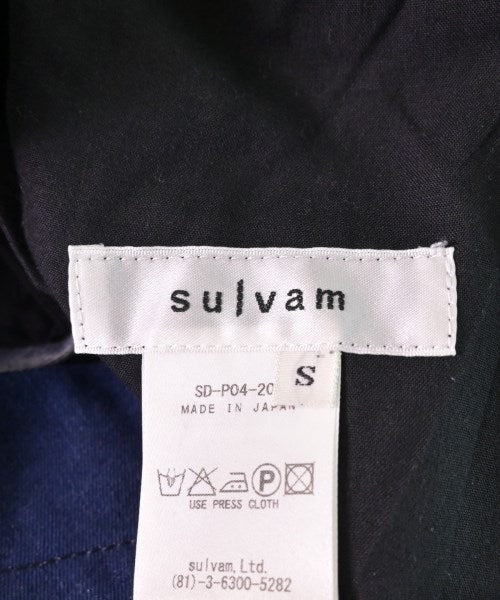 sulvam
S
SD-P04-20
MADE IN JAPAN
P
USE PRESS CLOTH
sulvam,Ltd.
(81)-3-6300-5282